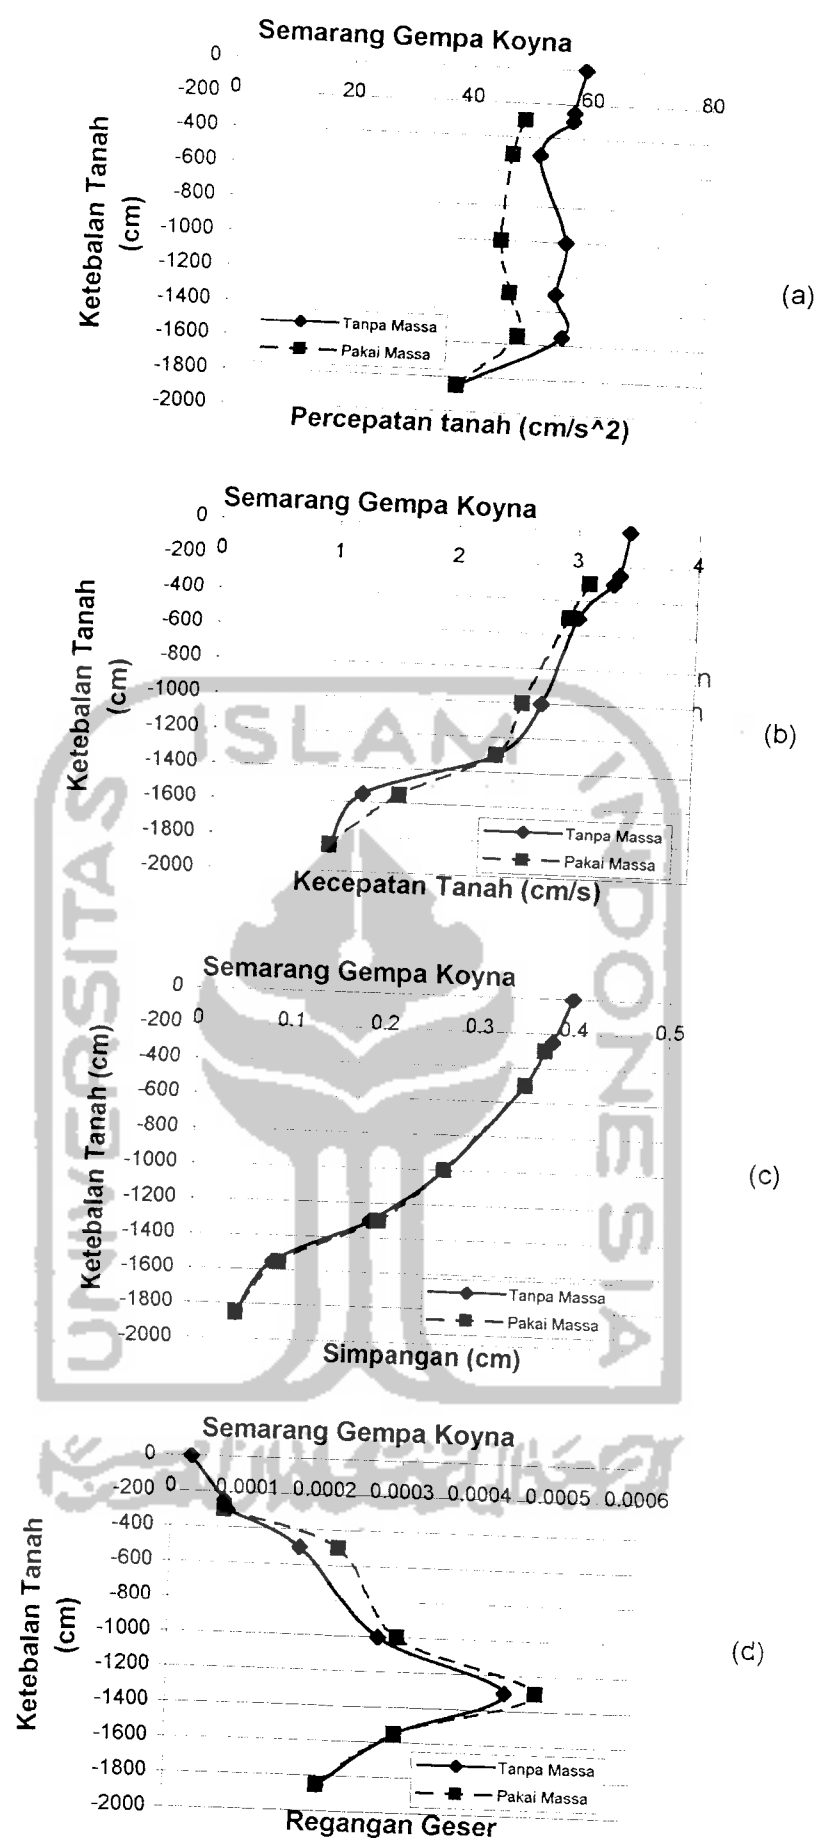 Semarang Gempa Koyna
0
-200
-400
-600
-800
-1000
-1200
-1400
-1600
-1800
-2000
0 20 40 60 80
Ketebalan Tanah
(cm)
Tanpa Massa
Pakai Massa
Percepatan tanah (cm/s^2)
(a)
Semarang Gempa Koyna
0
-200
-400
-600
-800
-1000
-1200
-1400
-1600
-1800
-2000
0 1 2 3 4
Ketebalan Tanah
(cm)
n
Tanpa Massa
Pakai Massa
Kecepatan Tanah (cm/s)
(b)
UNIVERSITAS ISLAM INDONESIA
Semarang Gempa Koyna
0
-200
-400
-600
-800
-1000
-1200
-1400
-1600
-1800
-2000
0 0.1 0.2 0.3 0.4 0.5
Ketebalan Tanah (cm)
Tanpa Massa
Pakai Massa
Simpangan (cm)
(c)
Semarang Gempa Koyna
0
-200
-400
-600
-800
-1000
-1200
-1400
-1600
-1800
-2000
0 0.0001 0.0002 0.0003 0.0004 0.0005 0.0006
Ketebalan Tanah
(cm)
Tanpa Massa
Pakai Massa
Regangan Geser
(d)